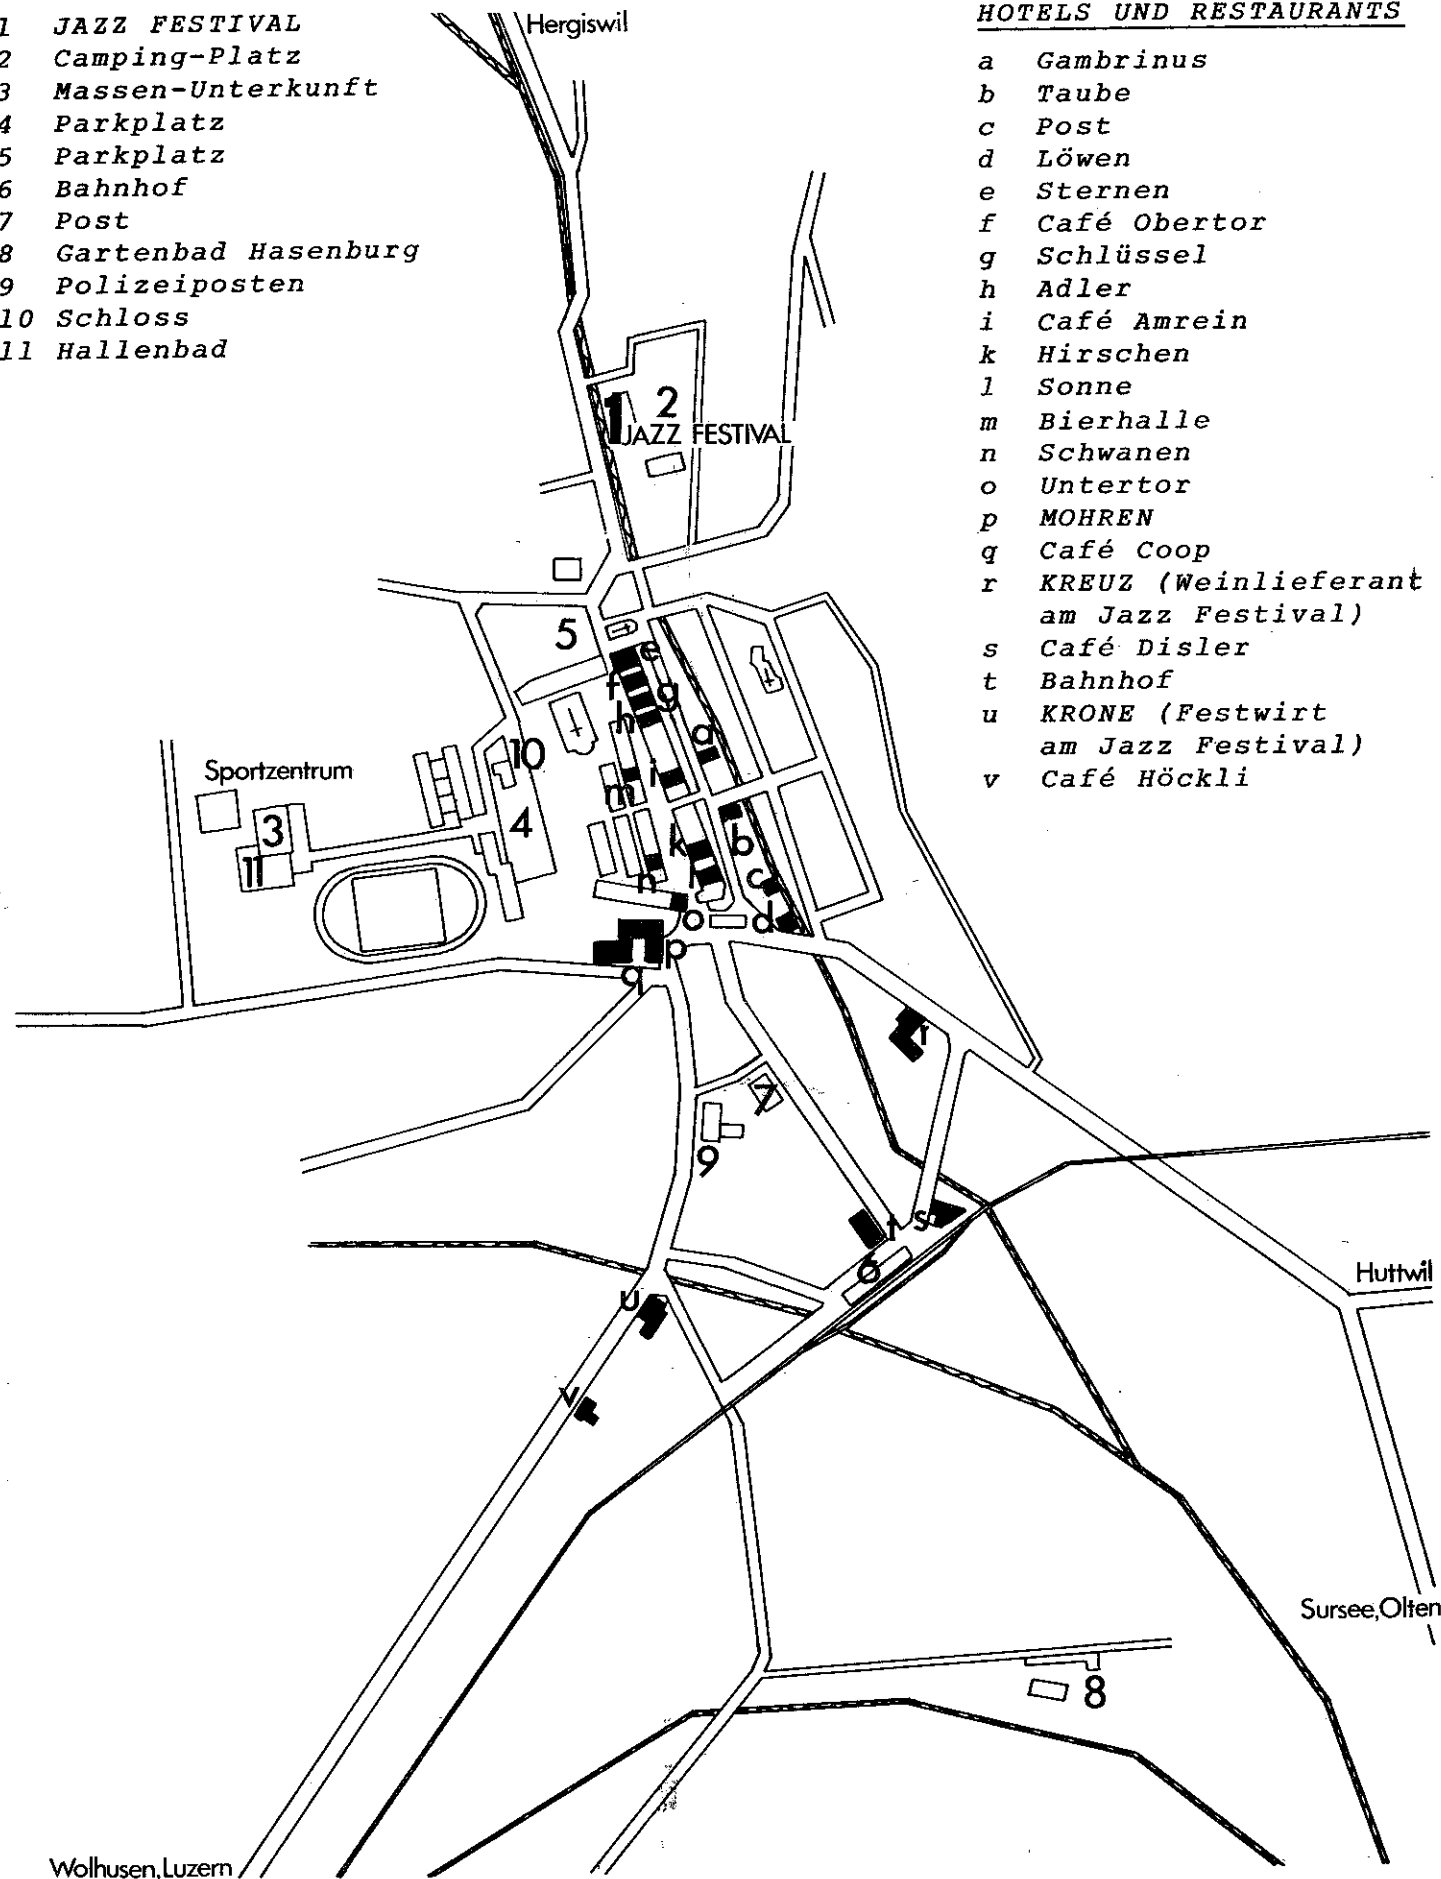 1 JAZZ FESTIVAL
2 Camping-Platz
3 Massen-Unterkunft
4 Parkplatz
5 Parkplatz
6 Bahnhof
7 Post
8 Gartenbad Hasenburg
9 Polizeiposten
10 Schloss
11 Hallenbad
Hergiswil
HOTELS UND RESTAURANTS
a Gambrinus
b Taube
c Post
d Löwen
e Sternen
f Café Obertor
g Schlüssel
h Adler
i Café Amrein
k Hirschen
l Sonne
m Bierhalle
n Schwanen
o Untertor
p MOHREN
q Café Coop
r KREUZ (Weinlieferant
am Jazz Festival)
s Café Disler
t Bahnhof
u KRONE (Festwirt
am Jazz Festival)
v Café Höckli
1
2
JAZZ FESTIVAL
5
e
f
g
h
a
10
Sportzentrum
i
m
4
3
k
b
11
l
c
n
o
d
p
q
r
7
9
t
s
6
Huttwil
u
v
Sursee,Olten
8
Wolhusen,Luzern